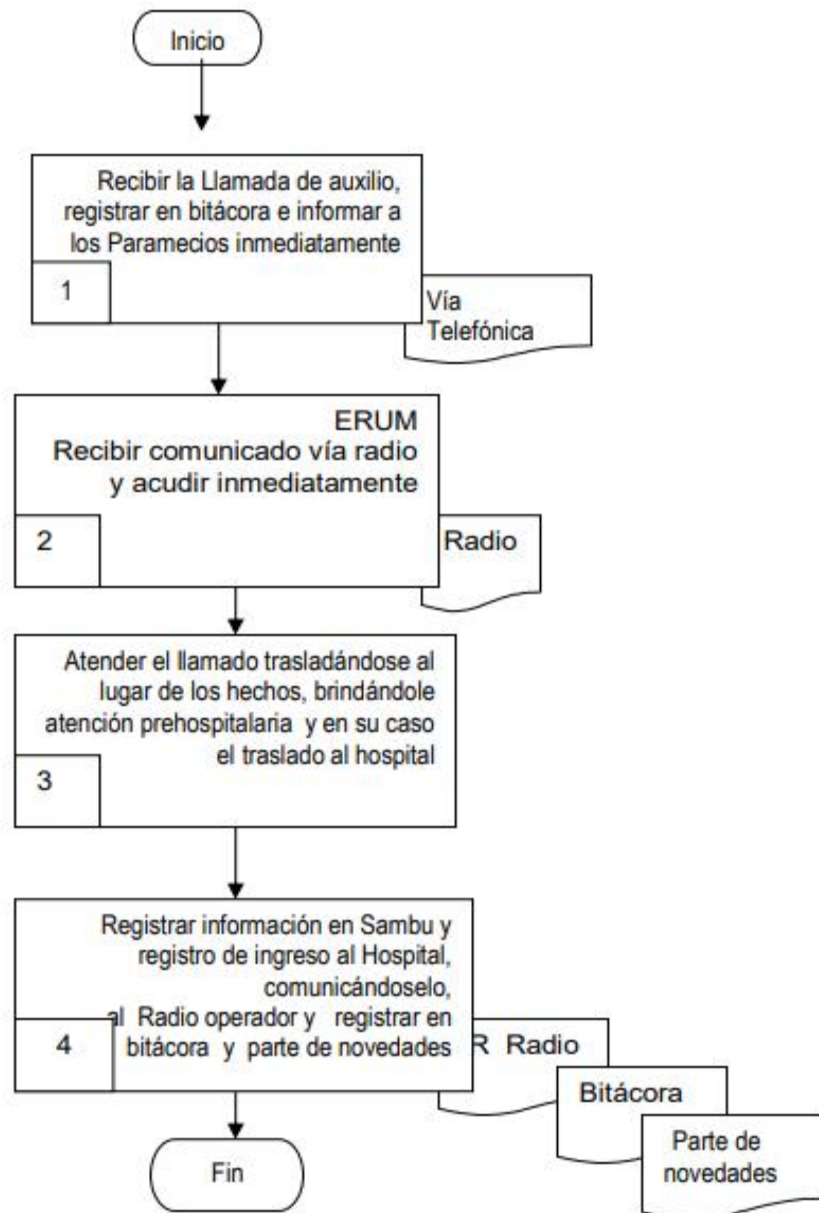 Inicio
Recibir la Llamada de auxilio,
registrar en bitácora e informar a
los Paramecios inmediatamente
1
Vía
Telefónica
ERUM
Recibir comunicado vía radio
y acudir inmediatamente
2
Radio
Atender el llamado trasladándose al
lugar de los hechos, brindándole
atención prehospitalaria y en su caso
el traslado al hospital
3
Registrar información en Sambu y
registro de ingreso al Hospital,
comunicándoselo,
al Radio operador y registrar en
bitácora y parte de novedades
4
R Radio
Bitácora
Parte de
novedades
Fin